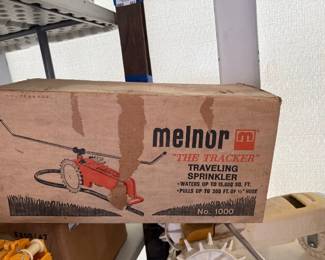 melnor m
"THE TRACKER"
TRAVELING
SPRINKLER
• WATERS UP TO 15,000 SQ. FT.
• PULLS UP TO 300 FT. OF ½" HOSE
No. 1000